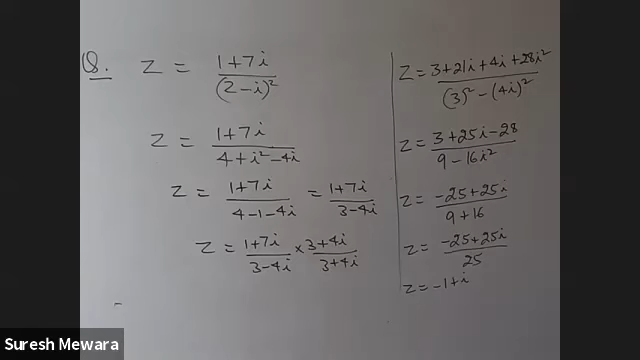 Q. z = (1+7i)/(2-i)²
z = (1+7i)/(4+i²-4i)
z = (1+7i)/(4-1-4i) = (1+7i)/(3-4i)
z = (1+7i)/(3-4i) × (3+4i)/(3+4i)
z = (3+21i+4i+28i²)/((3)²-(4i)²)
z = (3+25i-28)/(9-16i²)
z = (-25+25i)/(9+16)
z = (-25+25i)/25
z = -1+i
Suresh Mewara